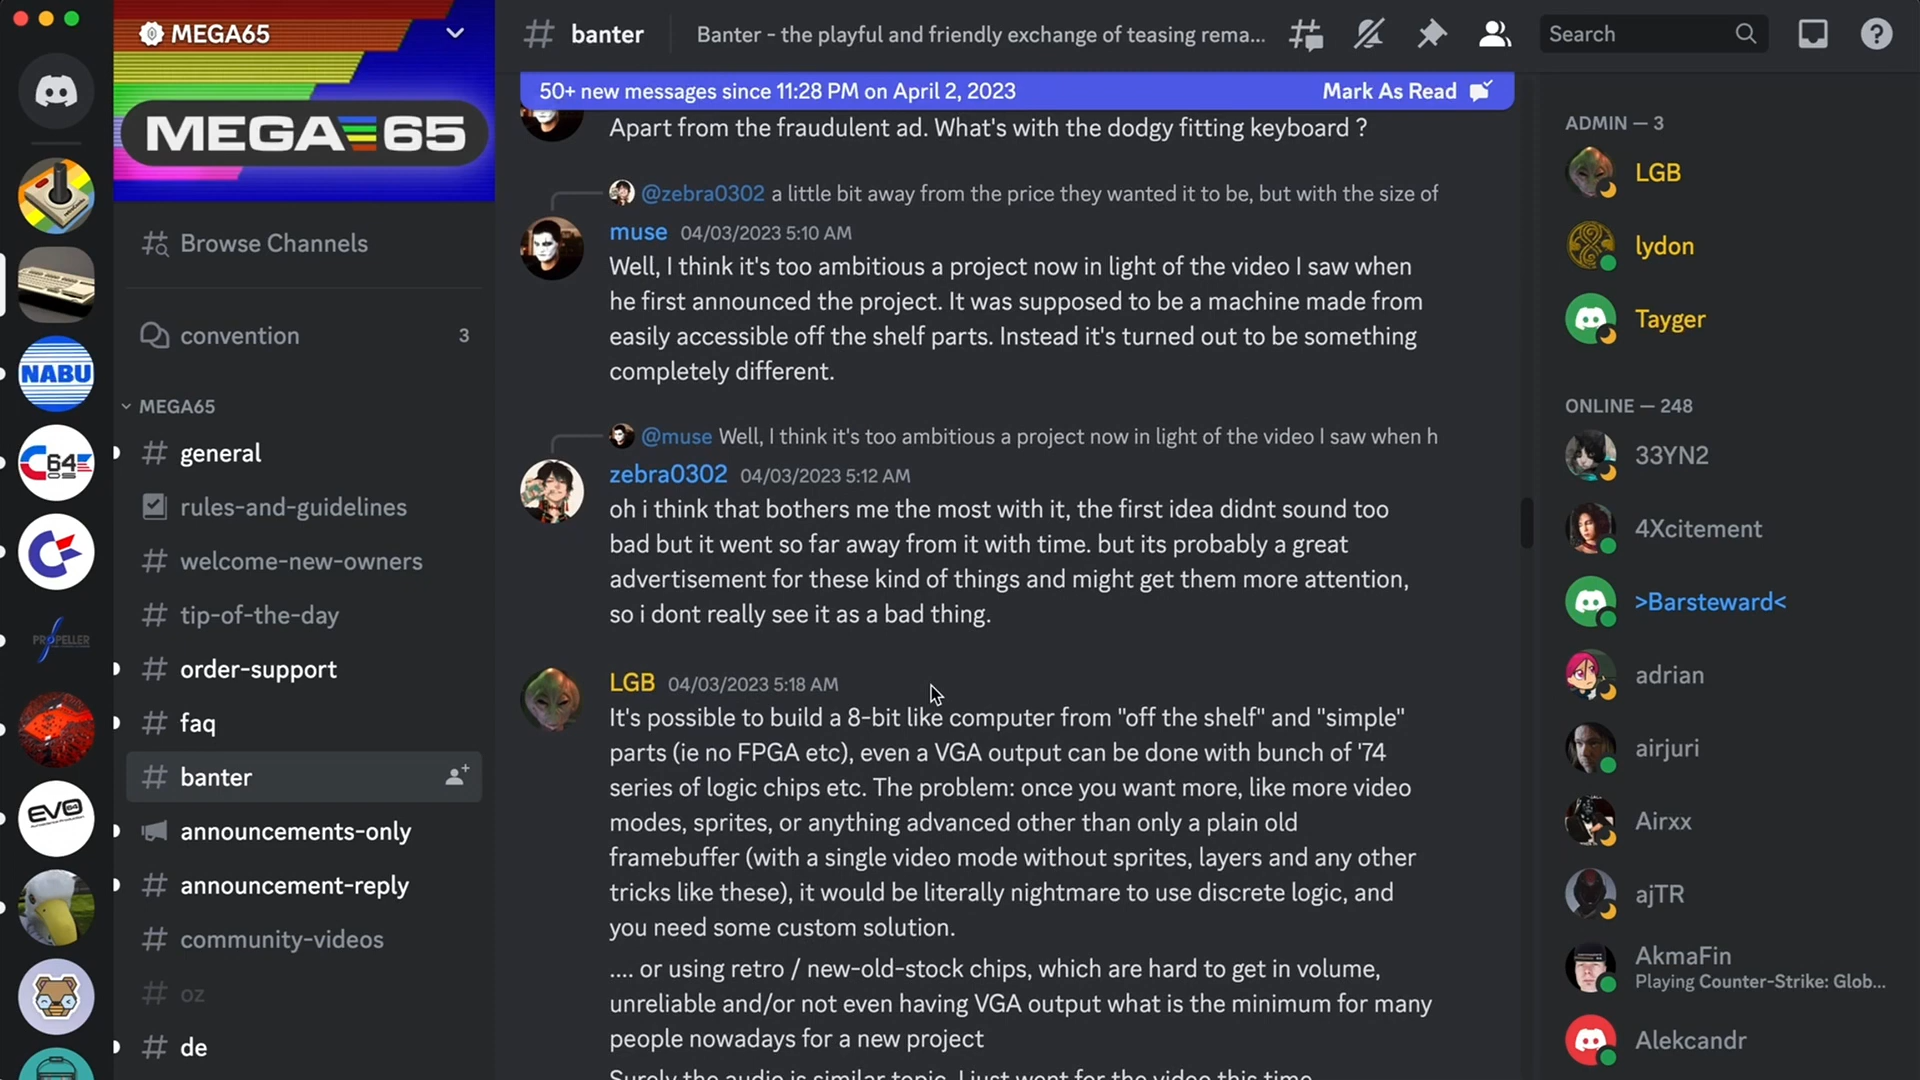 MEGA65
MEGA65
Browse Channels
convention 3
MEGA65
general
rules-and-guidelines
welcome-new-owners
tip-of-the-day
order-support
faq
banter
announcements-only
announcement-reply
community-videos
oz
de
NABU
C64
OS
PROPELLER
EVO
64
banter
Banter - the playful and friendly exchange of teasing rema...
Search
50+ new messages since 11:28 PM on April 2, 2023
Mark As Read
Apart from the fraudulent ad. What's with the dodgy fitting keyboard ?
@zebra0302 a little bit away from the price they wanted it to be, but with the size of
muse 04/03/2023 5:10 AM
Well, I think it's too ambitious a project now in light of the video I saw when
he first announced the project. It was supposed to be a machine made from
easily accessible off the shelf parts. Instead it's turned out to be something
completely different.
@muse Well, I think it's too ambitious a project now in light of the video I saw when h
zebra0302 04/03/2023 5:12 AM
oh i think that bothers me the most with it, the first idea didnt sound too
bad but it went so far away from it with time. but its probably a great
advertisement for these kind of things and might get them more attention,
so i dont really see it as a bad thing.
LGB 04/03/2023 5:18 AM
It's possible to build a 8-bit like computer from "off the shelf" and "simple"
parts (ie no FPGA etc), even a VGA output can be done with bunch of '74
series of logic chips etc. The problem: once you want more, like more video
modes, sprites, or anything advanced other than only a plain old
framebuffer (with a single video mode without sprites, layers and any other
tricks like these), it would be literally nightmare to use discrete logic, and
you need some custom solution.
.... or using retro / new-old-stock chips, which are hard to get in volume,
unreliable and/or not even having VGA output what is the minimum for many
people nowadays for a new project
Surely the audio is similar topic, I just went for the video this time
ADMIN — 3
LGB
lydon
Tayger
ONLINE — 248
33YN2
4Xcitement
>Barsteward<
adrian
airjuri
Airxx
ajTR
AkmaFin
Playing Counter-Strike: Glob...
Alekcandr